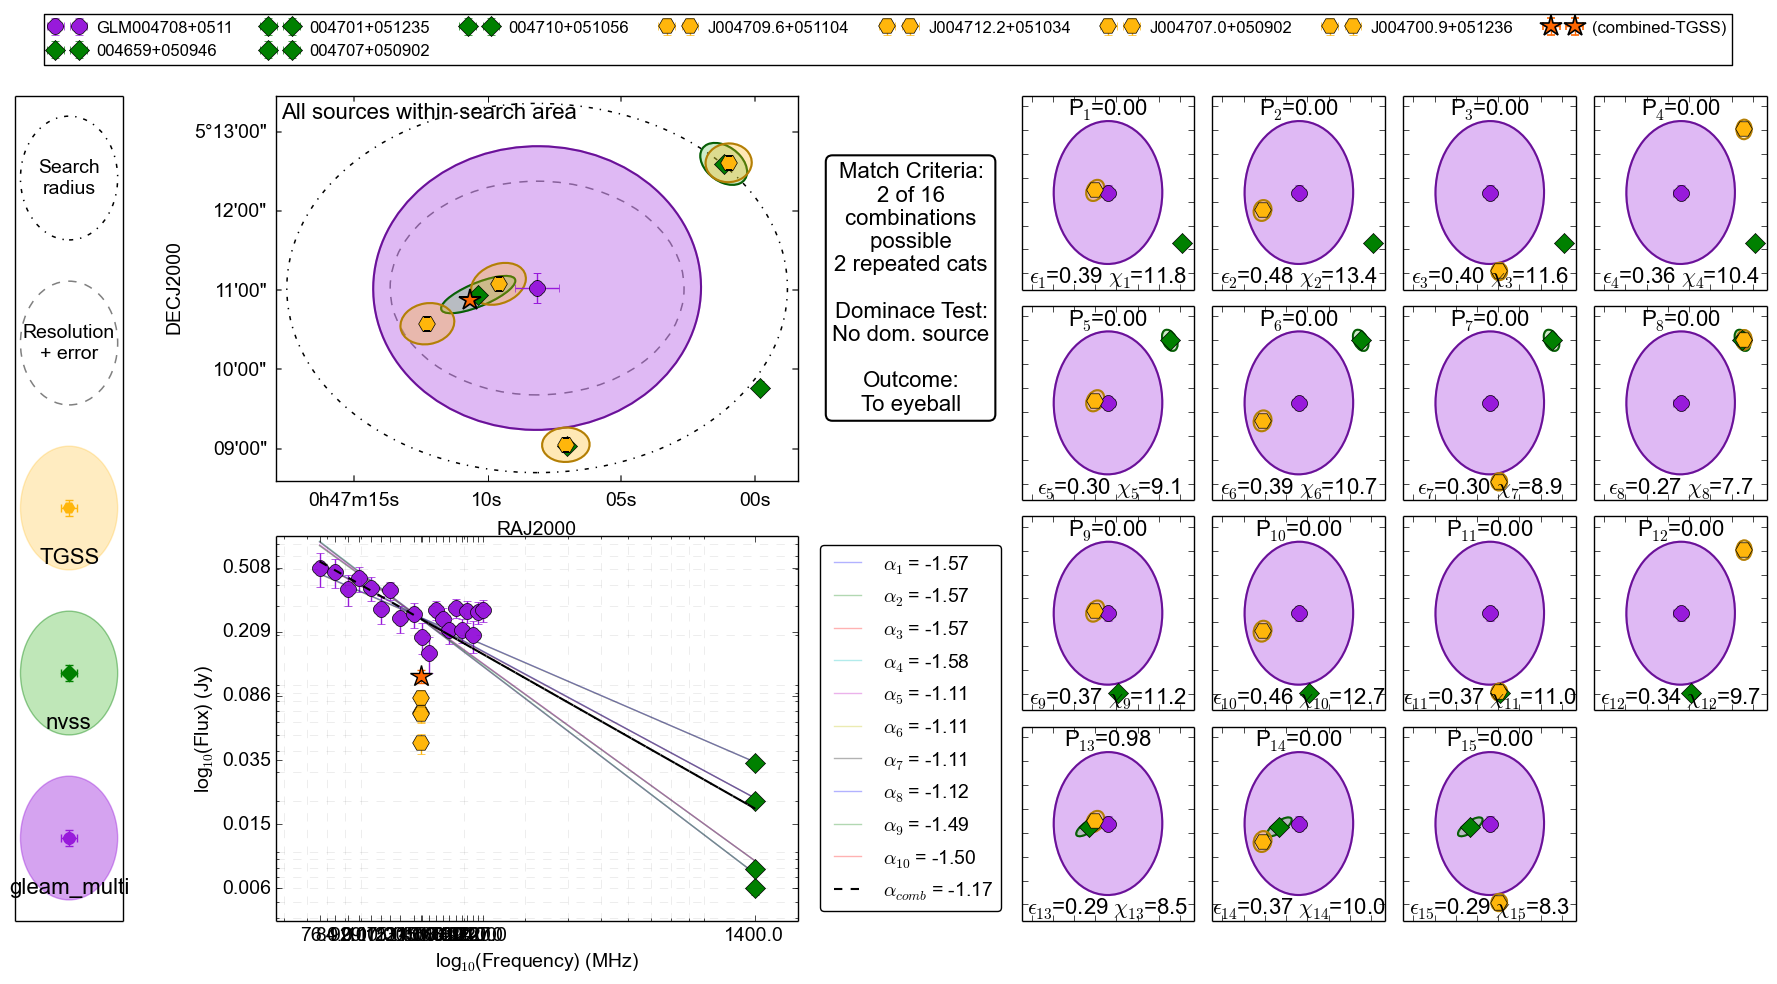 GLM004708+0511
004701+051235
004710+051056
J004709.6+051104
J004712.2+051034
J004707.0+050902
J004700.9+051236
(combined-TGSS)
004659+050946
004707+050902
Search
radius
Resolution
+ error
TGSS
nvss
gleam_multi
All sources within search area
DECJ2000
5°13'00"
12'00"
11'00"
10'00"
09'00"
0h47m15s
10s
05s
00s
RAJ2000
Match Criteria:
2 of 16
combinations
possible
2 repeated cats
Dominace Test:
No dom. source
Outcome:
To eyeball
log₁₀(Flux) (Jy)
0.508
0.209
0.086
0.035
0.015
0.006
1400.0
log₁₀(Frequency) (MHz)
α₁ = -1.57
α₂ = -1.57
α₃ = -1.57
α₄ = -1.58
α₅ = -1.11
α₆ = -1.11
α₇ = -1.11
α₈ = -1.12
α₉ = -1.49
α₁₀ = -1.50
α_comb = -1.17
P₁=0.00
ϵ₁=0.39 χ₁=11.8
P₂=0.00
ϵ₂=0.48 χ₂=13.4
P₃=0.00
ϵ₃=0.40 χ₃=11.6
P₄=0.00
ϵ₄=0.36 χ₄=10.4
P₅=0.00
ϵ₅=0.30 χ₅=9.1
P₆=0.00
ϵ₆=0.39 χ₆=10.7
P₇=0.00
ϵ₇=0.30 χ₇=8.9
P₈=0.00
ϵ₈=0.27 χ₈=7.7
P₉=0.00
ϵ₉=0.37 χ₉=11.2
P₁₀=0.00
ϵ₁₀=0.46 χ₁₀=12.7
P₁₁=0.00
ϵ₁₁=0.37 χ₁₁=11.0
P₁₂=0.00
ϵ₁₂=0.34 χ₁₂=9.7
P₁₃=0.98
ϵ₁₃=0.29 χ₁₃=8.5
P₁₄=0.00
ϵ₁₄=0.37 χ₁₄=10.0
P₁₅=0.00
ϵ₁₅=0.29 χ₁₅=8.3